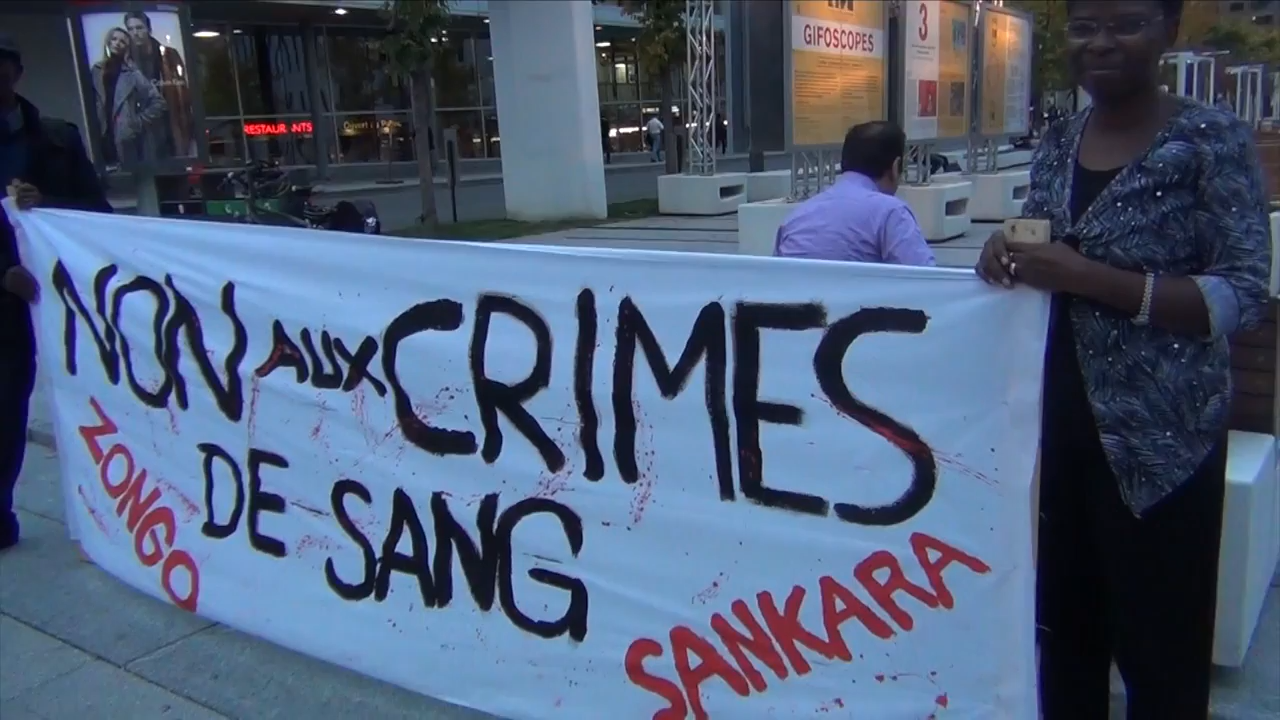 GIFOSCOPES
3
RESTAURANTS
NON AUX CRIMES
DE SANG
ZONGO
SANKARA